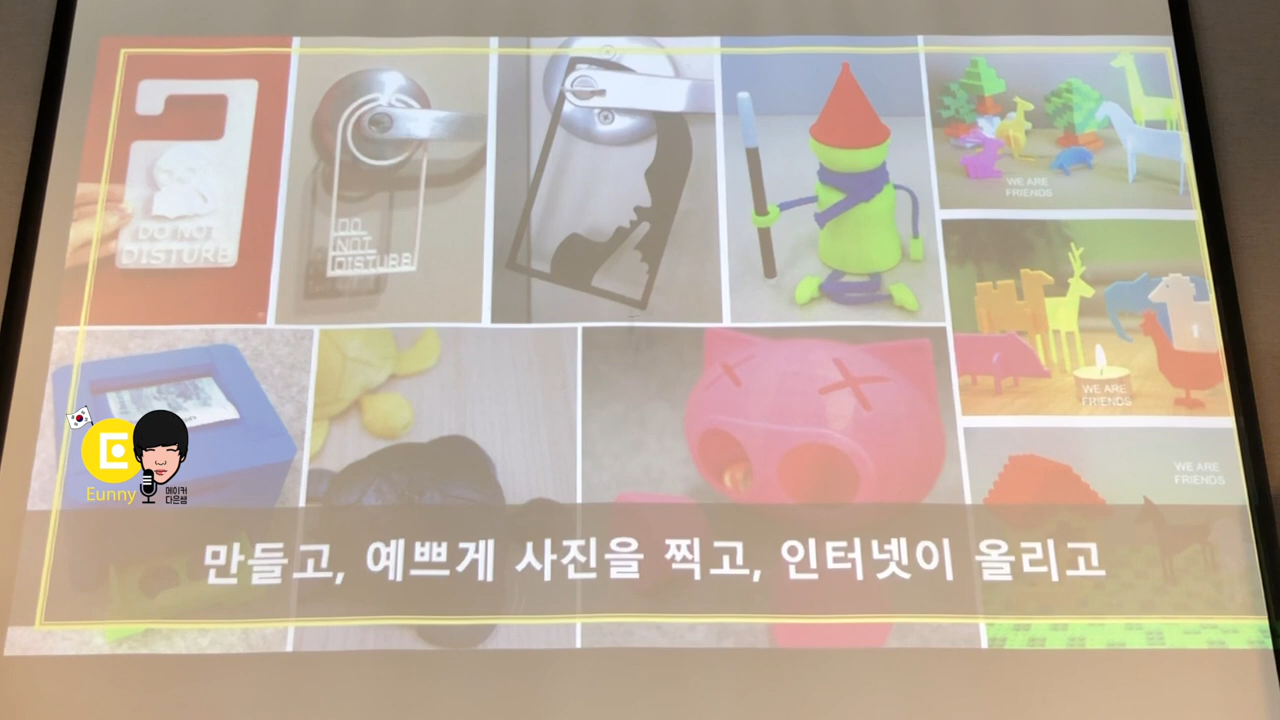 DO NOT
DISTURB
DO
NOT
DISTURB
WE ARE
FRIENDS
WE ARE
FRIENDS
WE ARE
FRIENDS
Eunny
메이커
다은쌤
만들고, 예쁘게 사진을 찍고, 인터넷이 올리고